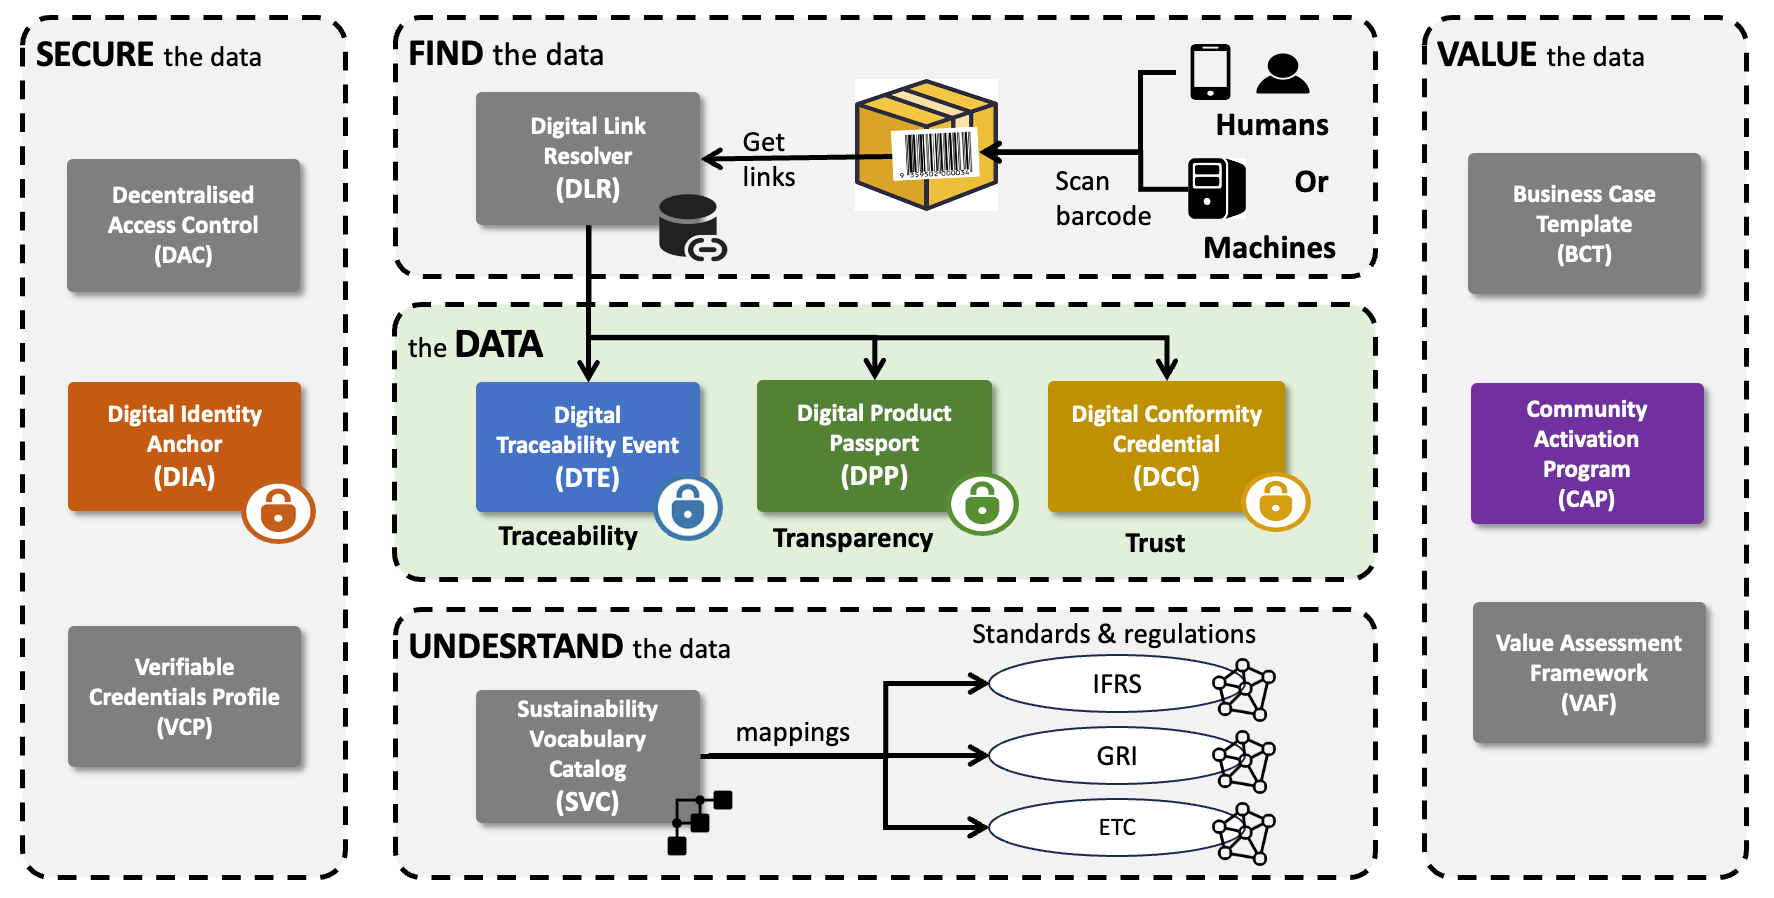 SECURE the data
Decentralised
Access Control
(DAC)
Digital Identity
Anchor
(DIA)
Verifiable
Credentials Profile
(VCP)
FIND the data
Digital Link
Resolver
(DLR)
Get
links
9 359502 000034
Scan
barcode
Humans
Or
Machines
the DATA
Digital
Traceability Event
(DTE)
Traceability
Digital Product
Passport
(DPP)
Transparency
Digital Conformity
Credential
(DCC)
Trust
UNDESRTAND the data
Sustainability
Vocabulary
Catalog
(SVC)
mappings
Standards & regulations
IFRS
GRI
ETC
VALUE the data
Business Case
Template
(BCT)
Community
Activation
Program
(CAP)
Value Assessment
Framework
(VAF)